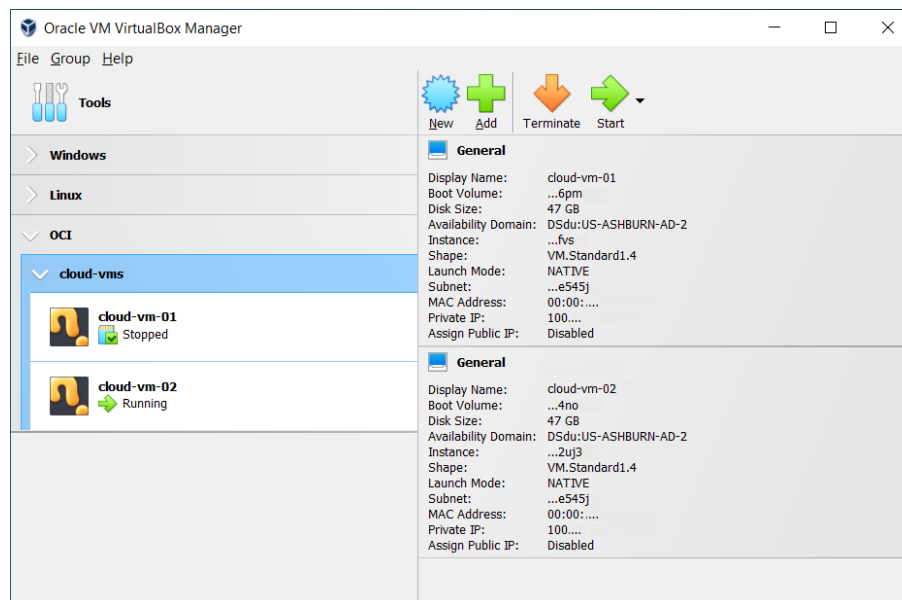 Oracle VM VirtualBox Manager
File Group Help
Tools
New Add Terminate Start
Windows
Linux
OCI
cloud-vms
cloud-vm-01
Stopped
cloud-vm-02
Running
General
Display Name: cloud-vm-01
Boot Volume: ...6pm
Disk Size: 47 GB
Availability Domain: DSdu:US-ASHBURN-AD-2
Instance: ...fvs
Shape: VM.Standard1.4
Launch Mode: NATIVE
Subnet: ...e545j
MAC Address: 00:00:....
Private IP: 100....
Assign Public IP: Disabled
General
Display Name: cloud-vm-02
Boot Volume: ...4no
Disk Size: 47 GB
Availability Domain: DSdu:US-ASHBURN-AD-2
Instance: ...2uj3
Shape: VM.Standard1.4
Launch Mode: NATIVE
Subnet: ...e545j
MAC Address: 00:00:....
Private IP: 100....
Assign Public IP: Disabled